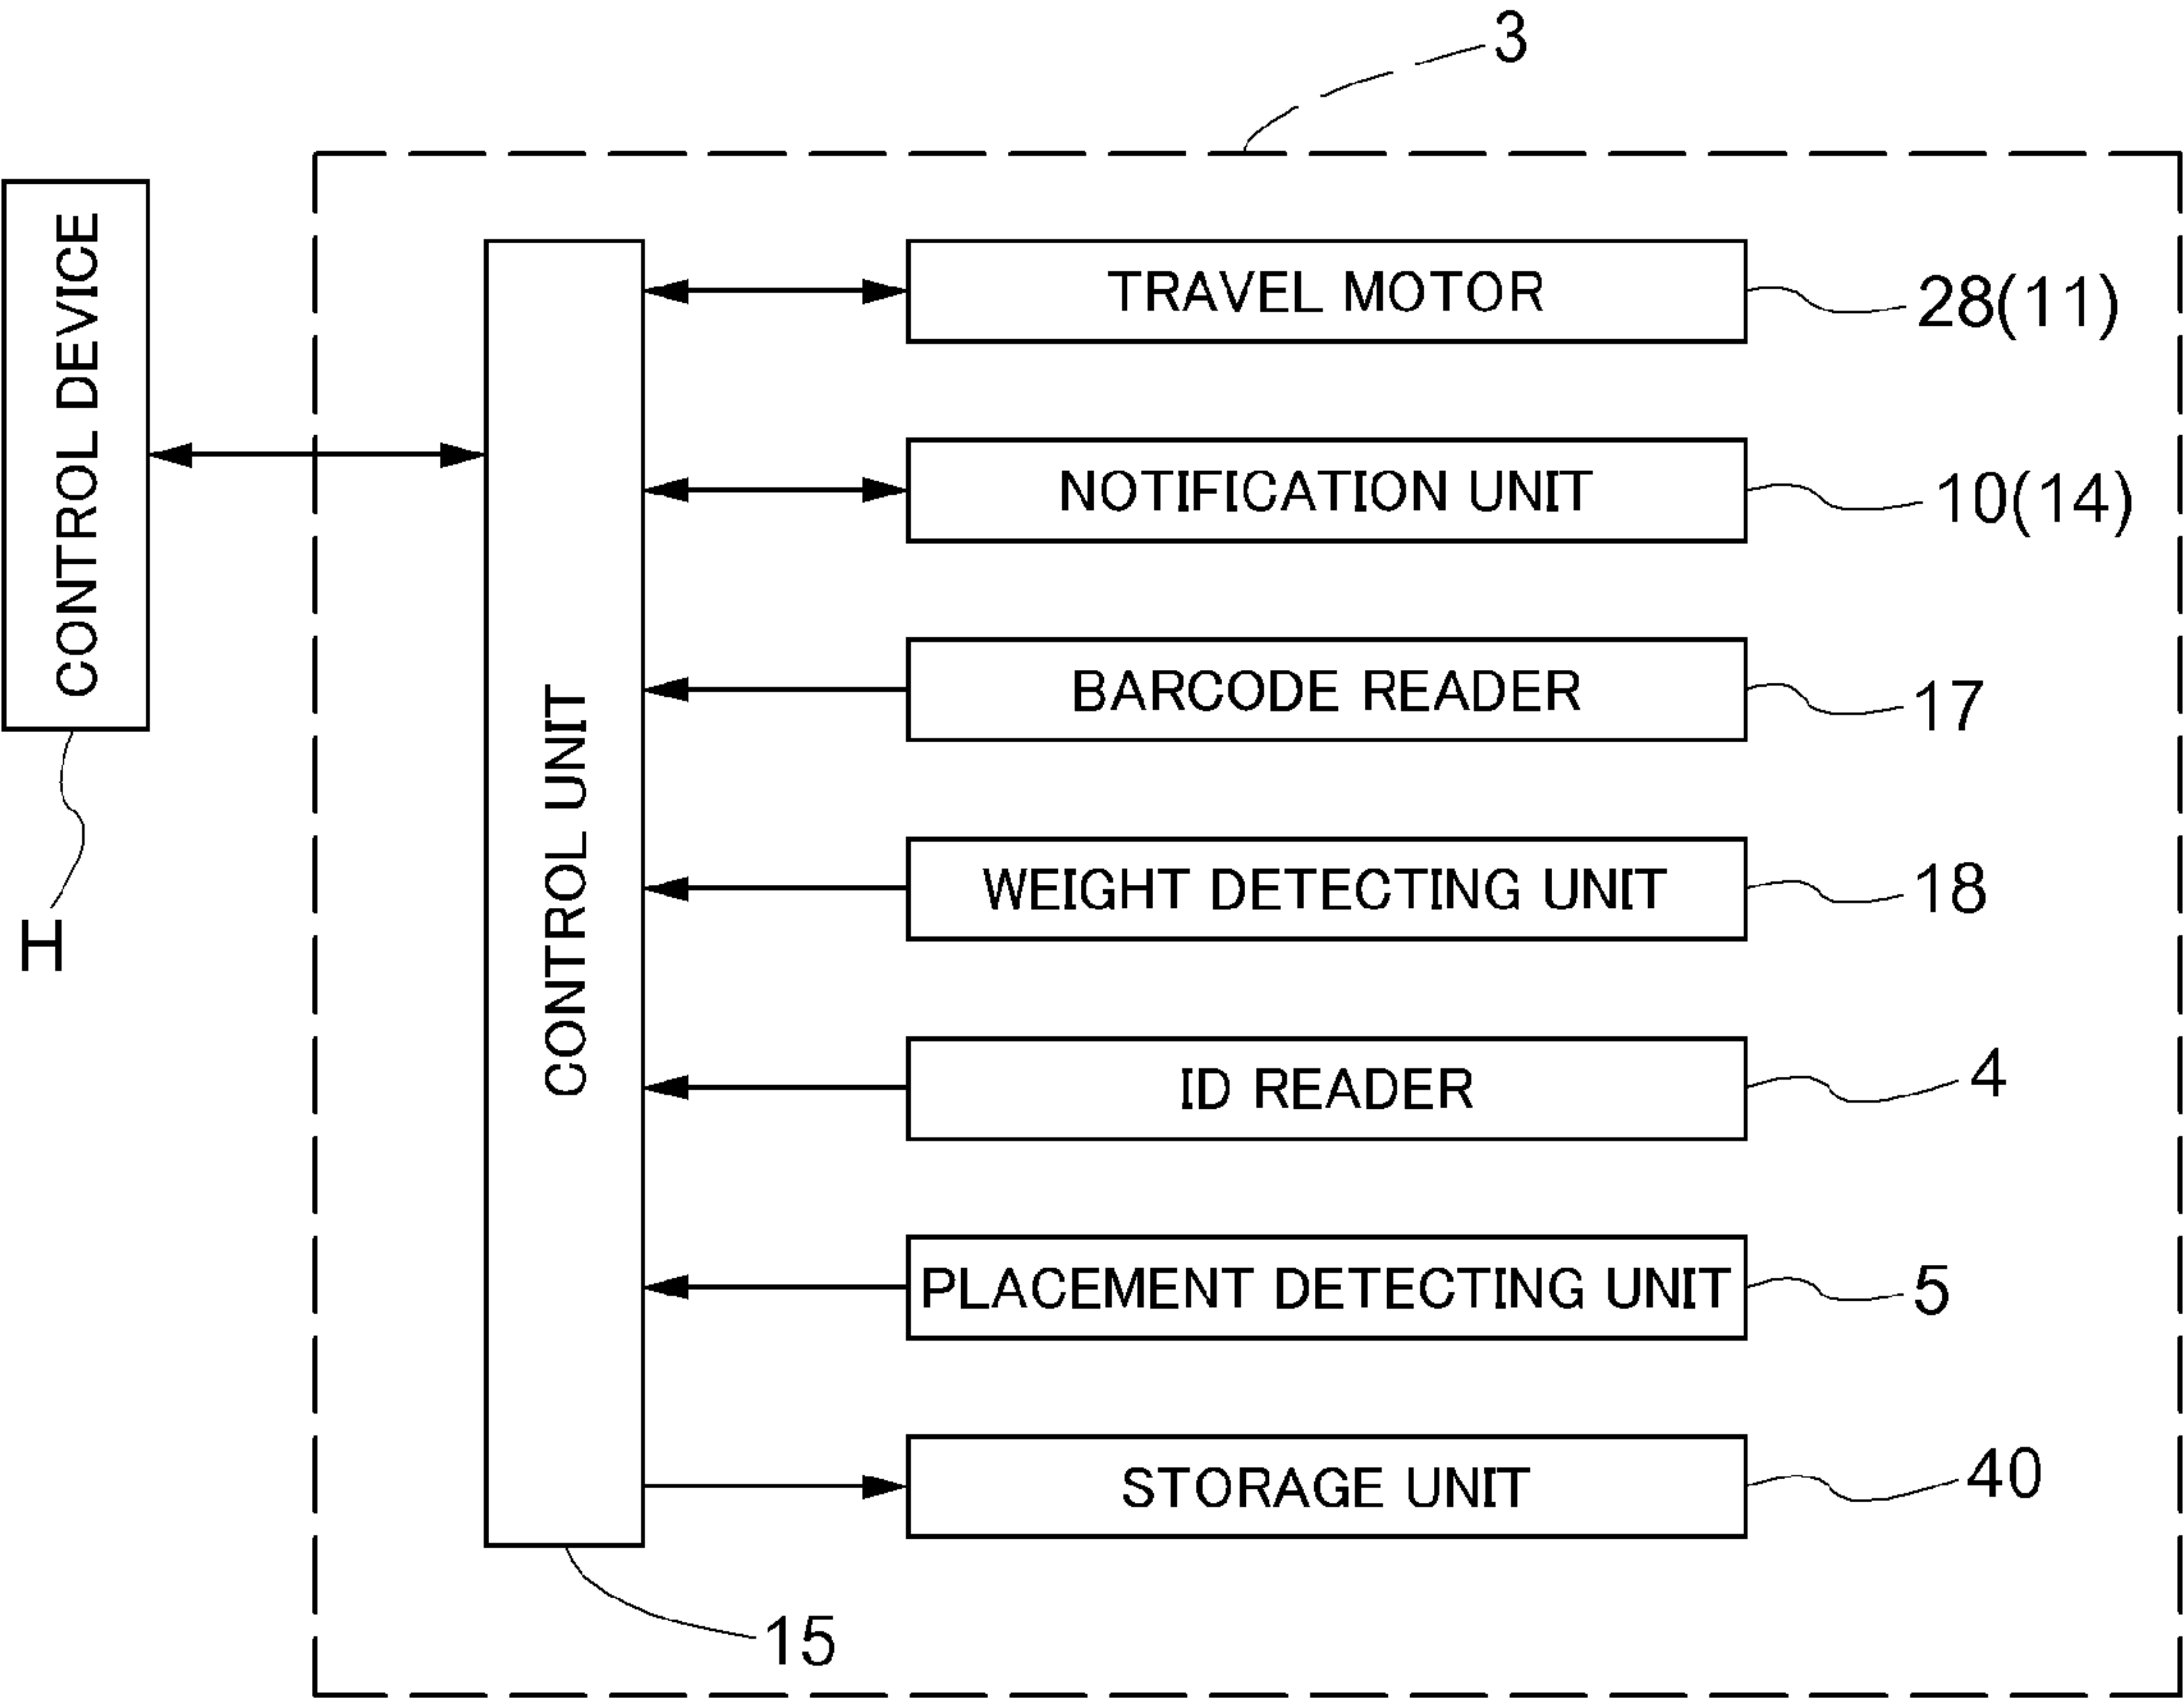 3
CONTROL DEVICE
H
CONTROL UNIT
15
TRAVEL MOTOR
28(11)
NOTIFICATION UNIT
10(14)
BARCODE READER
17
WEIGHT DETECTING UNIT
18
ID READER
4
PLACEMENT DETECTING UNIT
5
STORAGE UNIT
40